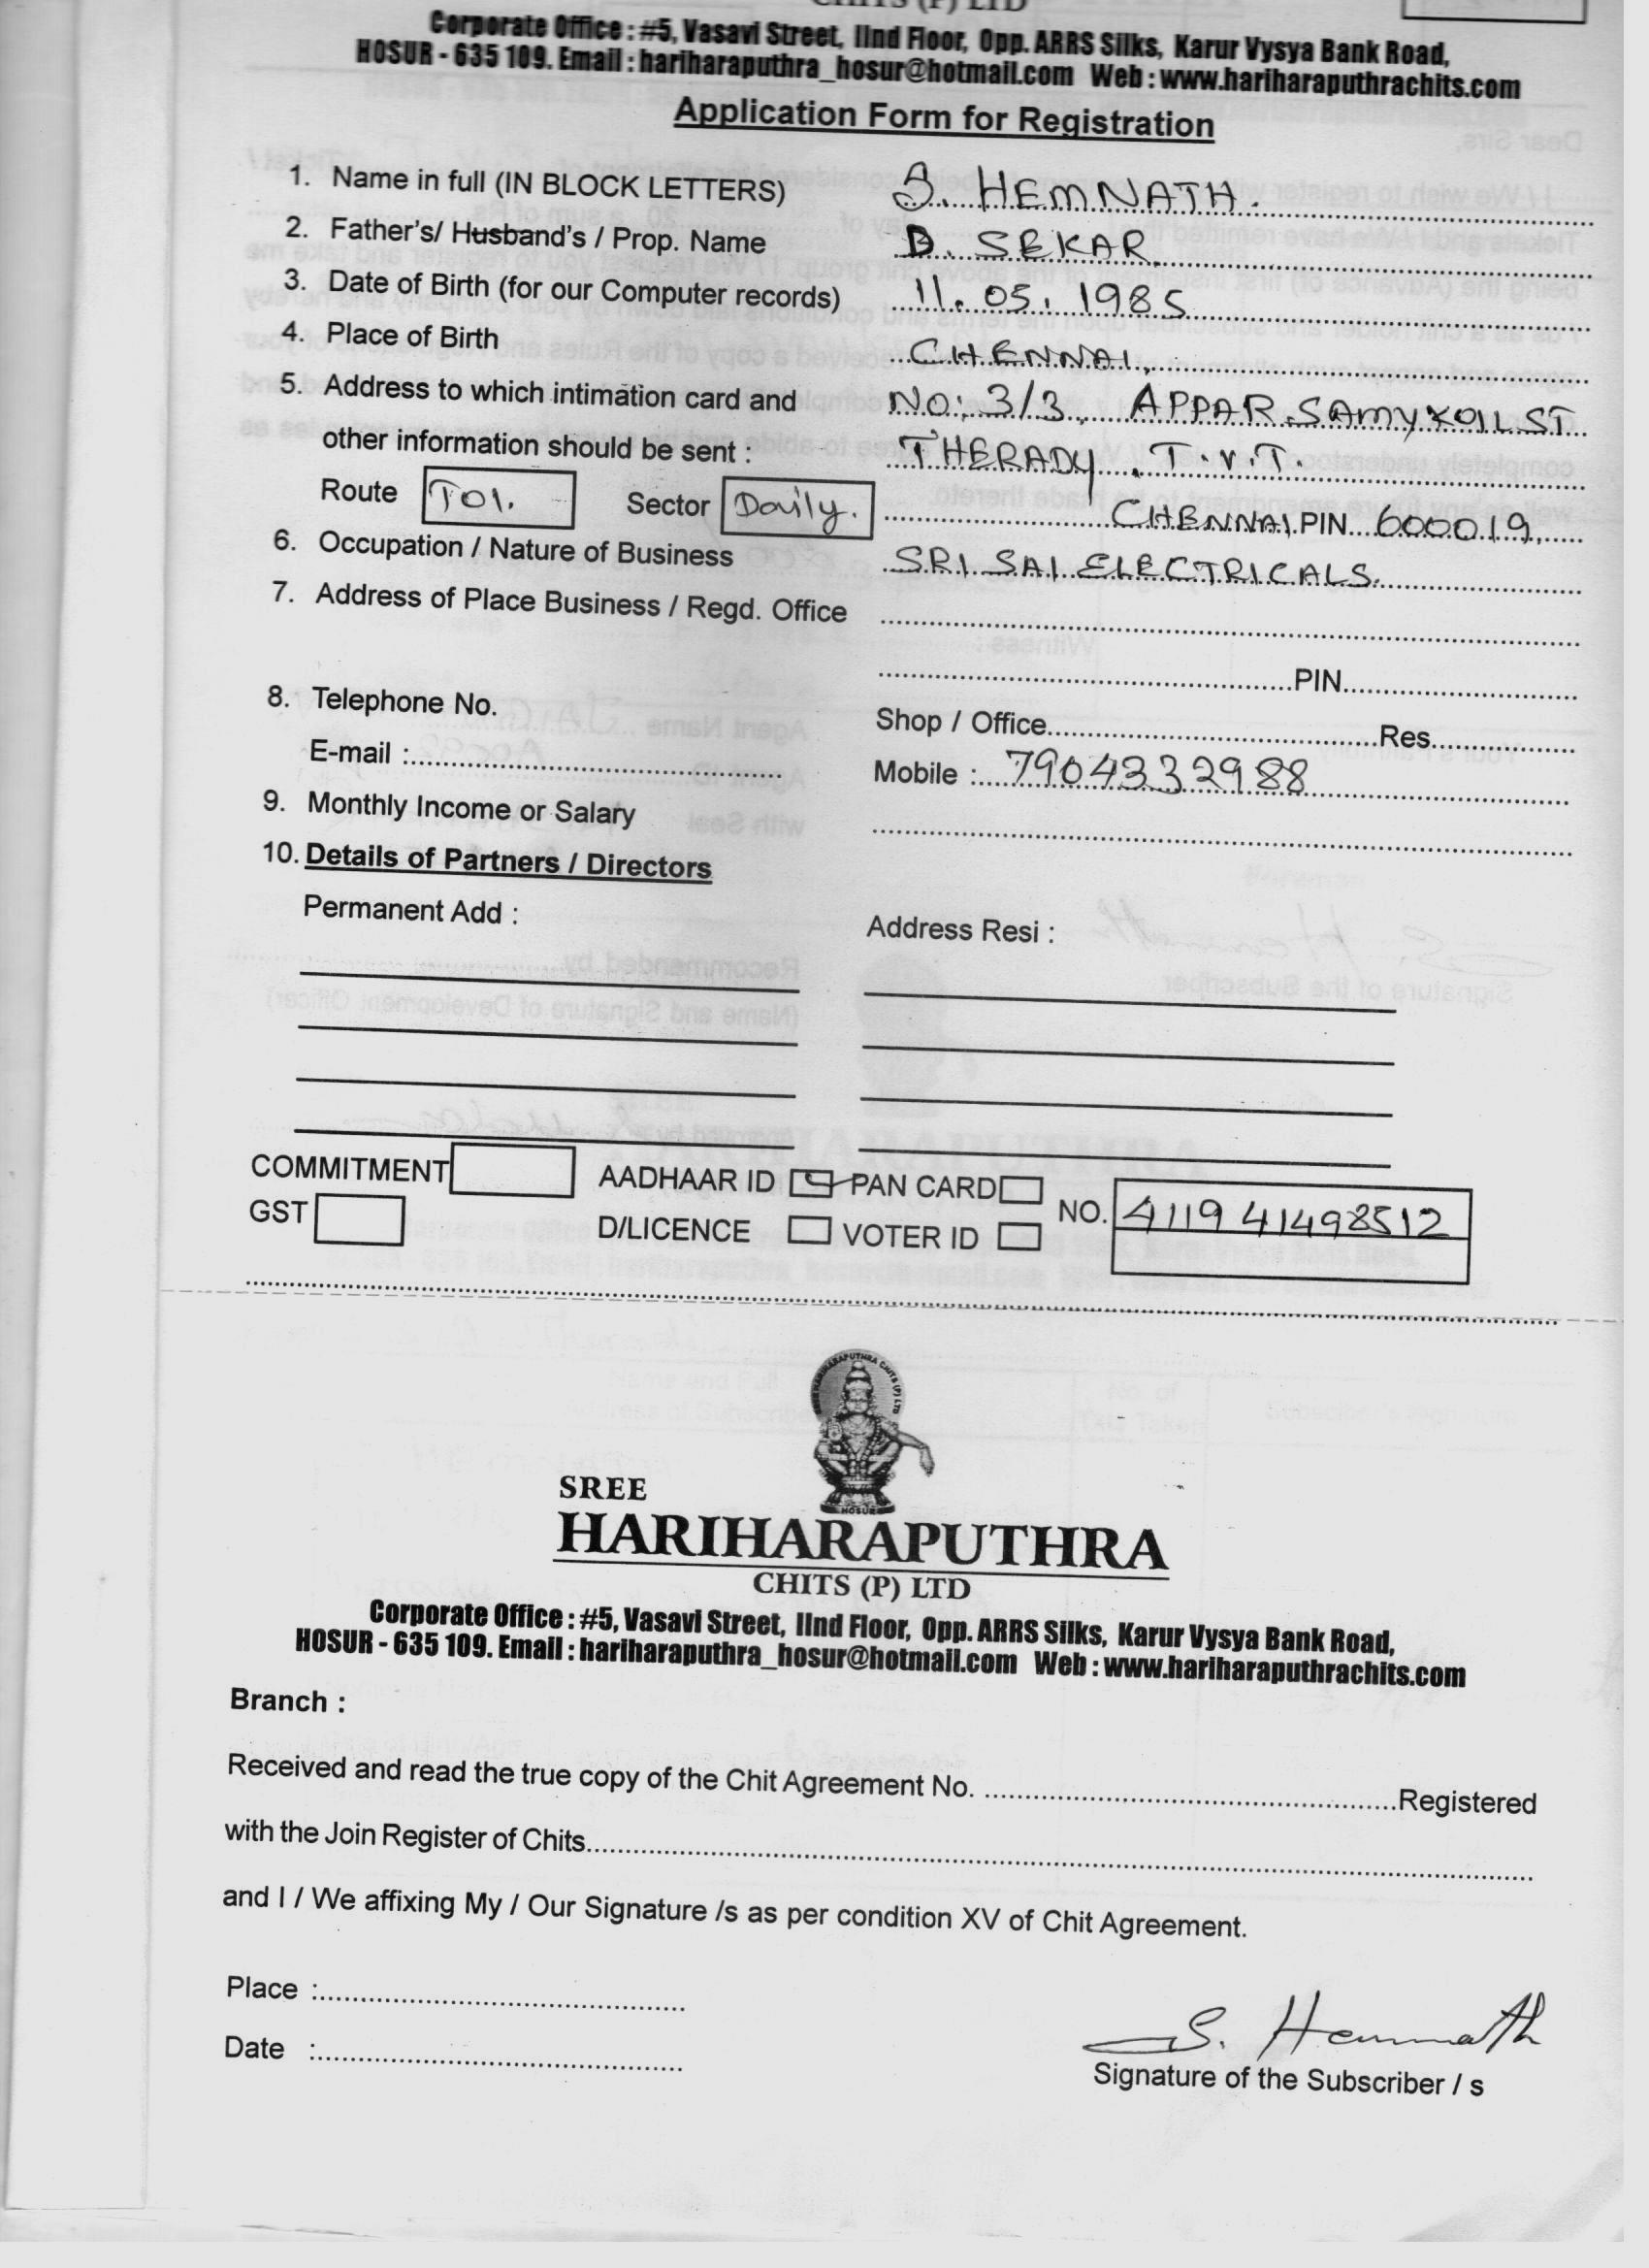 CHITS (P) LTD
Corporate Office : #5, Vasavi Street, IInd Floor, Opp. ARRS Silks, Karur Vysya Bank Road,
HOSUR - 635 109. Email : hariharaputhra_hosur@hotmail.com Web : www.hariharaputhrachits.com
Application Form for Registration
1. Name in full (IN BLOCK LETTERS) S. HEMNATH.
2. Father's/ Husband's / Prop. Name D. SEKAR.
3. Date of Birth (for our Computer records) 11. 05. 1985
4. Place of Birth CHENNAI,
5. Address to which intimation card and NO: 3/3, APPAR SAMY KOIL ST
other information should be sent : THERADY, T.V.T.
Route T01. Sector Daily. CHENNAI PIN 600019,
6. Occupation / Nature of Business SRI SAI ELECTRICALS.
7. Address of Place Business / Regd. Office
PIN
8. Telephone No. Shop / Office Res
E-mail : Mobile : 7904332988
9. Monthly Income or Salary
10. Details of Partners / Directors
Permanent Add : Address Resi :
COMMITMENT AADHAAR ID PAN CARD
GST D/LICENCE VOTER ID NO. 4119 41498512
HARIHARAPUTHRA CHITS (P) LTD
HOSUR
SREE
HARIHARAPUTHRA
CHITS (P) LTD
Corporate Office : #5, Vasavi Street, IInd Floor, Opp. ARRS Silks, Karur Vysya Bank Road,
HOSUR - 635 109. Email : hariharaputhra_hosur@hotmail.com Web : www.hariharaputhrachits.com
Branch :
Received and read the true copy of the Chit Agreement No. Registered
with the Join Register of Chits
and I / We affixing My / Our Signature /s as per condition XV of Chit Agreement.
Place :
Date :
S. Hemnath
Signature of the Subscriber / s